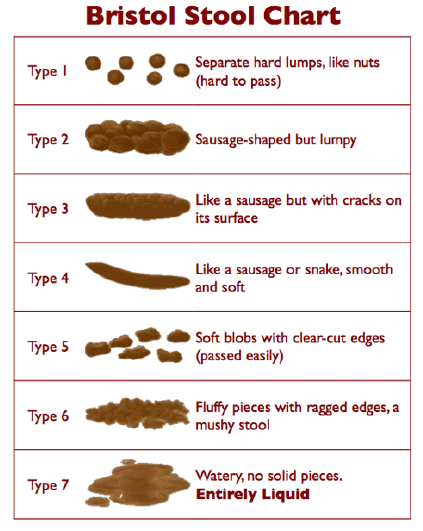 Bristol Stool Chart
Type 1
Separate hard lumps, like nuts
(hard to pass)
Type 2
Sausage-shaped but lumpy
Type 3
Like a sausage but with cracks on
its surface
Type 4
Like a sausage or snake, smooth
and soft
Type 5
Soft blobs with clear-cut edges
(passed easily)
Type 6
Fluffy pieces with ragged edges, a
mushy stool
Type 7
Watery, no solid pieces.
Entirely Liquid